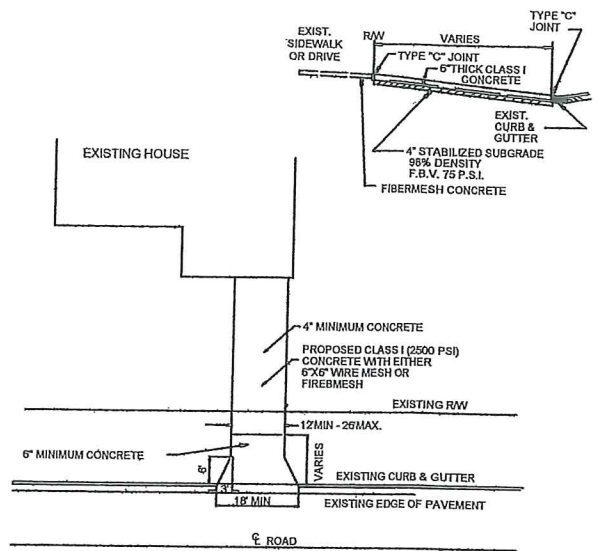 TYPE "C"
JOINT
EXIST.
SIDEWALK
OR DRIVE
R/W
VARIES
TYPE "C" JOINT
6" THICK CLASS I
CONCRETE
EXIST.
CURB &
GUTTER
4" STABILIZED SUBGRADE
98% DENSITY
F.B.V. 75 P.S.I.
FIBERMESH CONCRETE
EXISTING HOUSE
4" MINIMUM CONCRETE
PROPOSED CLASS I (2500 PSI)
CONCRETE WITH EITHER
6"X6" WIRE MESH OR
FIREBMESH
EXISTING R/W
12'MIN - 26'MAX.
6" MINIMUM CONCRETE
VARIES
EXISTING CURB & GUTTER
3'
18' MIN
EXISTING EDGE OF PAVEMENT
℄ ROAD